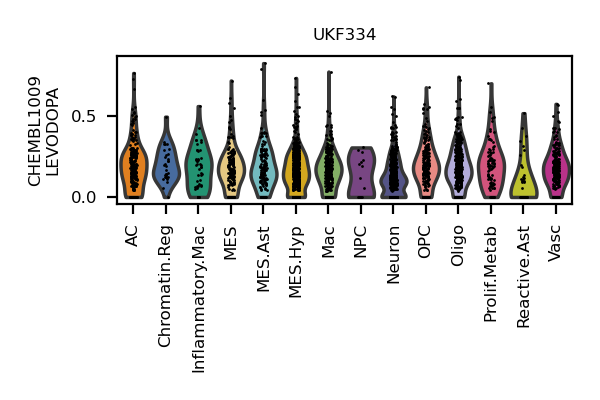 UKF334
CHEMBL1009
LEVODOPA
0.5
0.0
AC
Chromatin.Reg
Inflammatory.Mac
MES
MES.Ast
MES.Hyp
Mac
NPC
Neuron
OPC
Oligo
Prolif.Metab
Reactive.Ast
Vasc